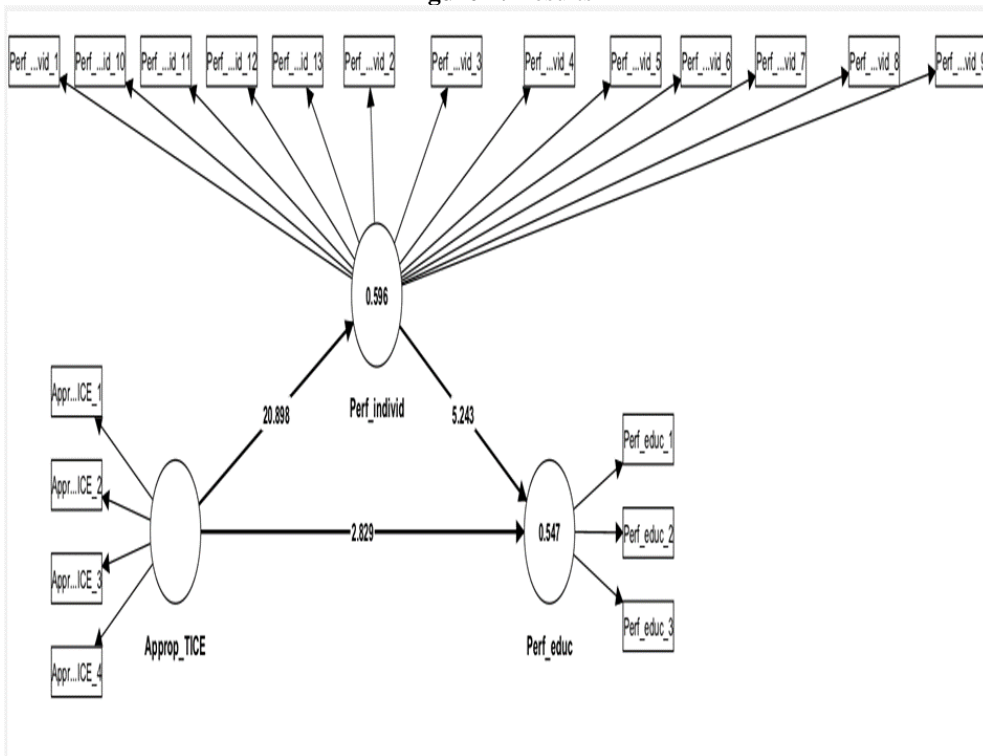 Perf_...vid_1
Perf_...id_10
Perf_...id_11
Perf_...id_12
Perf_...id_13
Perf_...vid_2
Perf_...vid_3
Perf_...vid_4
Perf_...vid_5
Perf_...vid_6
Perf_...vid_7
Perf_...vid_8
Perf_...vid_9
0.596
Perf_individ
20.898
5.243
Appr...ICE_1
Appr...ICE_2
Appr...ICE_3
Appr...ICE_4
Approp_TICE
2.829
0.547
Perf_educ
Perf_educ_1
Perf_educ_2
Perf_educ_3